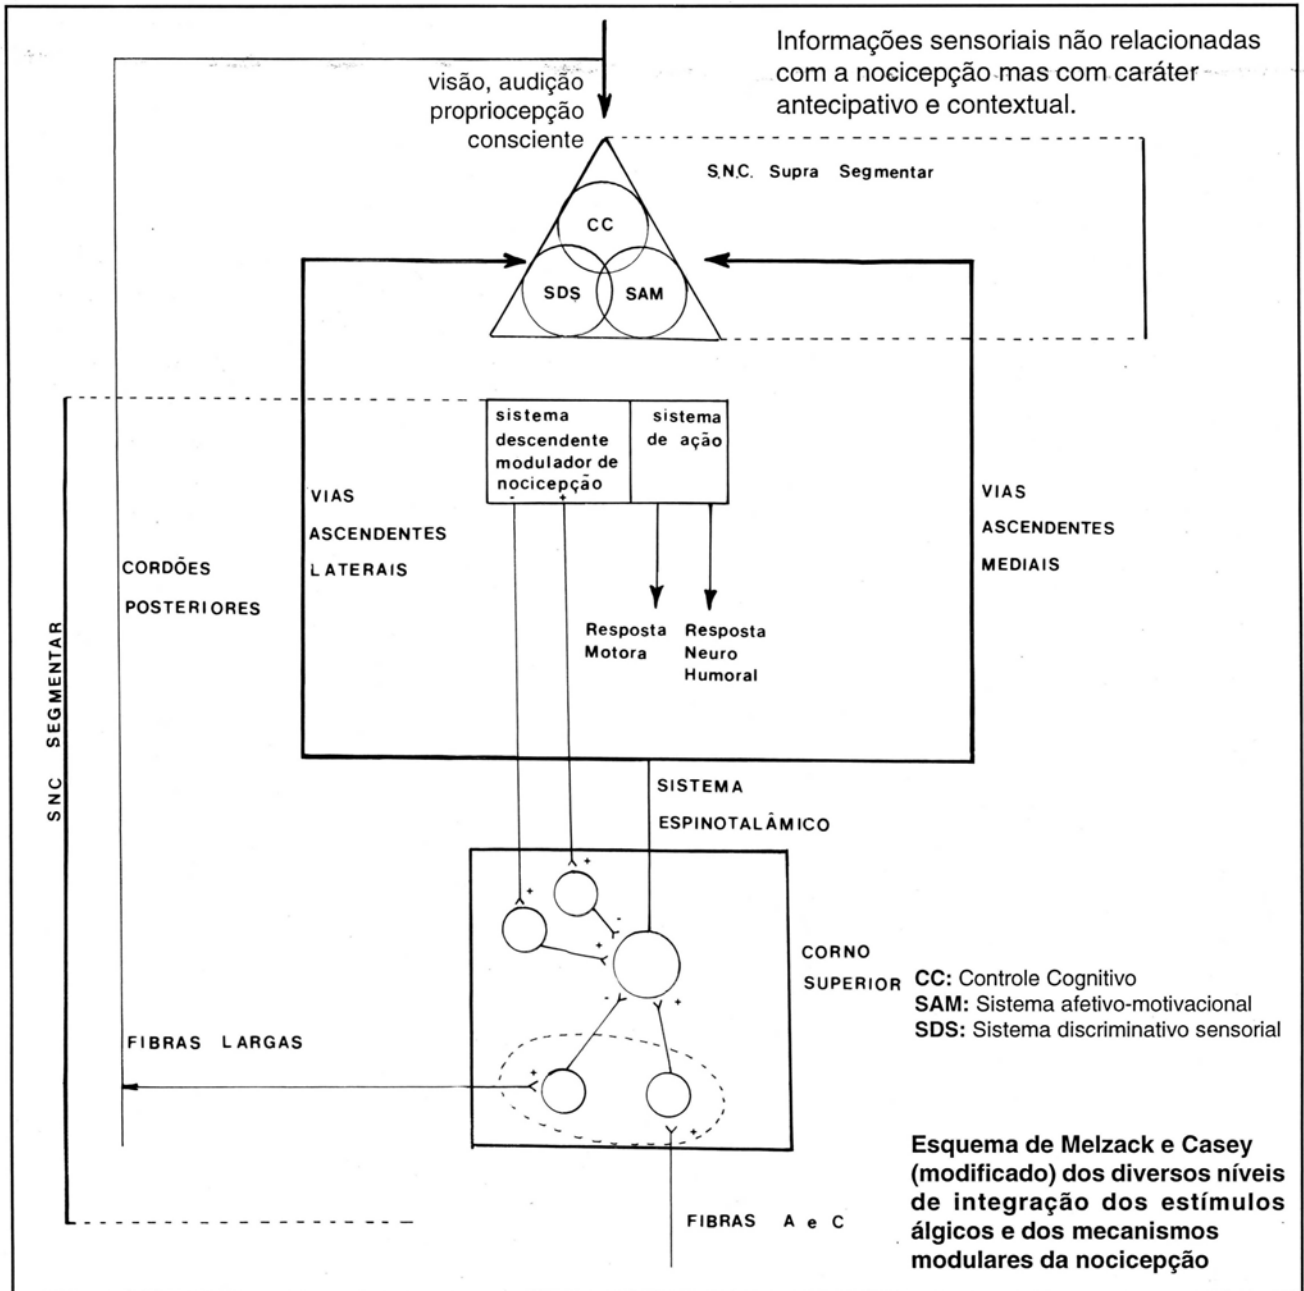 Informações sensoriais não relacionadas
com a nocicepção mas com caráter
antecipativo e contextual.
visão, audição
propriocepção
consciente
S.N.C. Supra Segmentar
CC
SDS
SAM
sistema
descendente
modulador de
nocicepção
-
+
sistema
de ação
VIAS
ASCENDENTES
LATERAIS
VIAS
ASCENDENTES
MEDIAIS
CORDÕES
POSTERIORES
Resposta
Motora
Resposta
Neuro
Humoral
SNC SEGMENTAR
SISTEMA
ESPINOTALÂMICO
+
+
-
+
-
+
+
+
CORNO
SUPERIOR
CC: Controle Cognitivo
SAM: Sistema afetivo-motivacional
SDS: Sistema discriminativo sensorial
FIBRAS LARGAS
FIBRAS A e C
Esquema de Melzack e Casey
(modificado) dos diversos níveis
de integração dos estímulos
álgicos e dos mecanismos
modulares da nocicepção